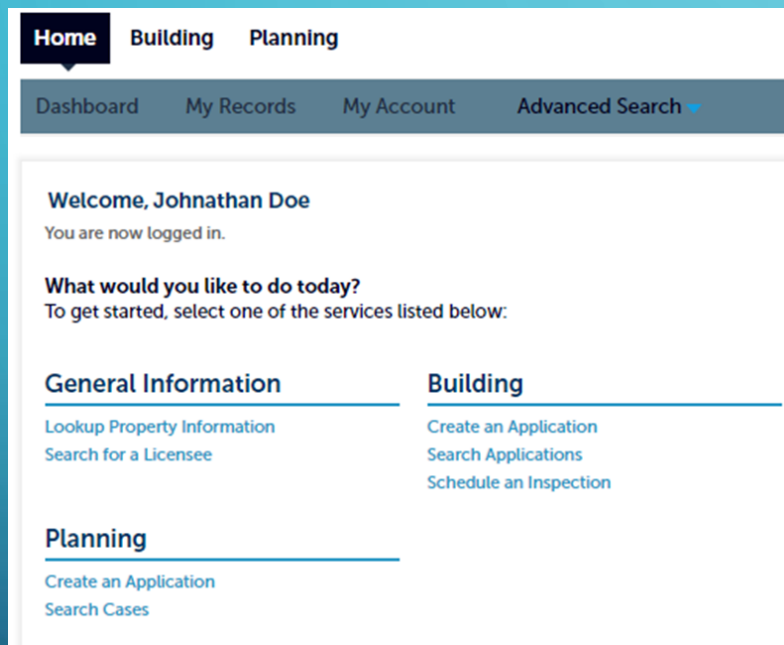 Home Building Planning
Dashboard My Records My Account Advanced Search
Welcome, Johnathan Doe
You are now logged in.
What would you like to do today?
To get started, select one of the services listed below:
General Information
Lookup Property Information
Search for a Licensee
Building
Create an Application
Search Applications
Schedule an Inspection
Planning
Create an Application
Search Cases